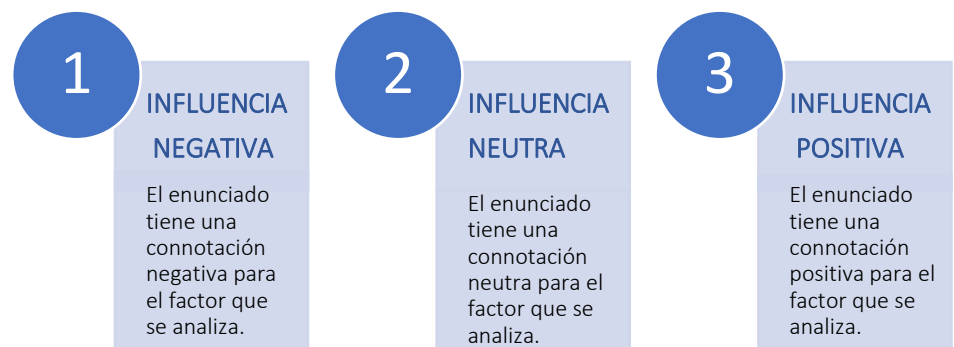 1
INFLUENCIA
NEGATIVA
El enunciado
tiene una
connotación
negativa para
el factor que
se analiza.
2
INFLUENCIA
NEUTRA
El enunciado
tiene una
connotación
neutra para el
factor que se
analiza.
3
INFLUENCIA
POSITIVA
El enunciado
tiene una
connotación
positiva para el
factor que se
analiza.